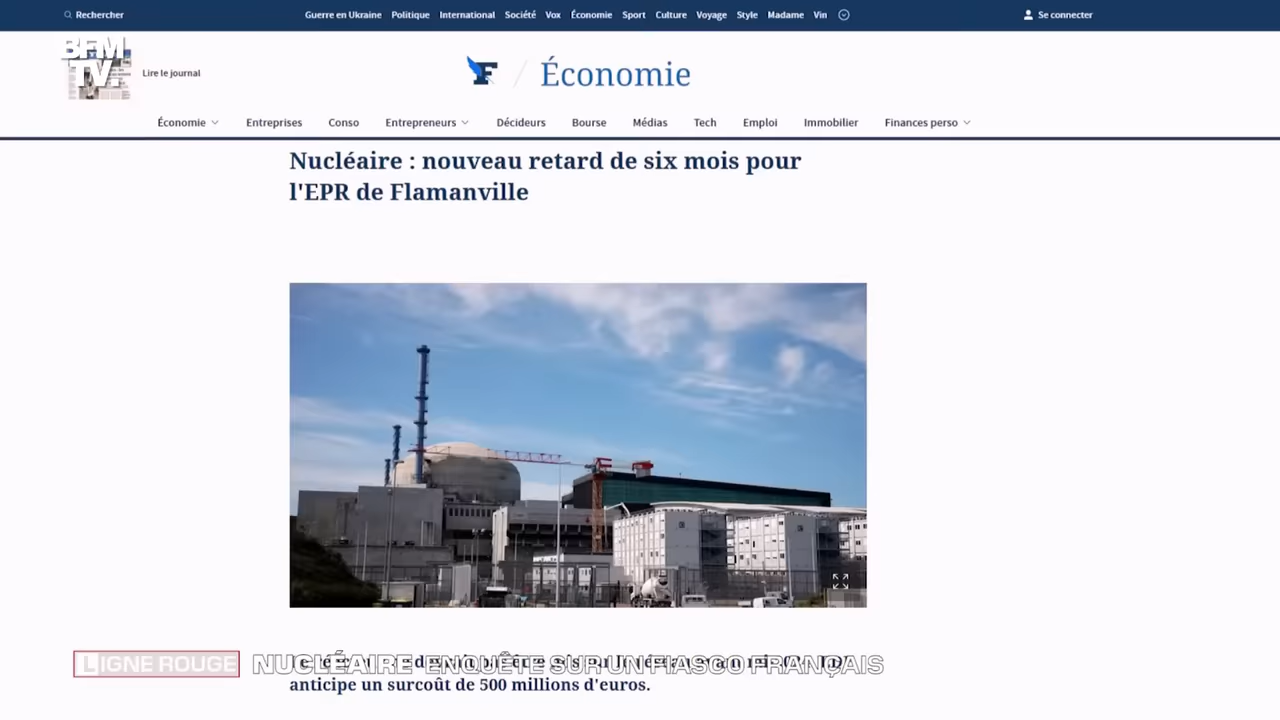 Rechercher
Guerre en Ukraine Politique International Société Vox Économie Sport Culture Voyage Style Madame Vin
Se connecter
BFM
TV.
Lire le journal
F / Économie
Économie Entreprises Conso Entrepreneurs Décideurs Bourse Médias Tech Emploi Immobilier Finances perso
Nucléaire : nouveau retard de six mois pour
l'EPR de Flamanville
LIGNE ROUGE
NUCLÉAIRE ENQUÊTE SUR UN FIASCO FRANÇAIS
anticipe un surcoût de 500 millions d'euros.